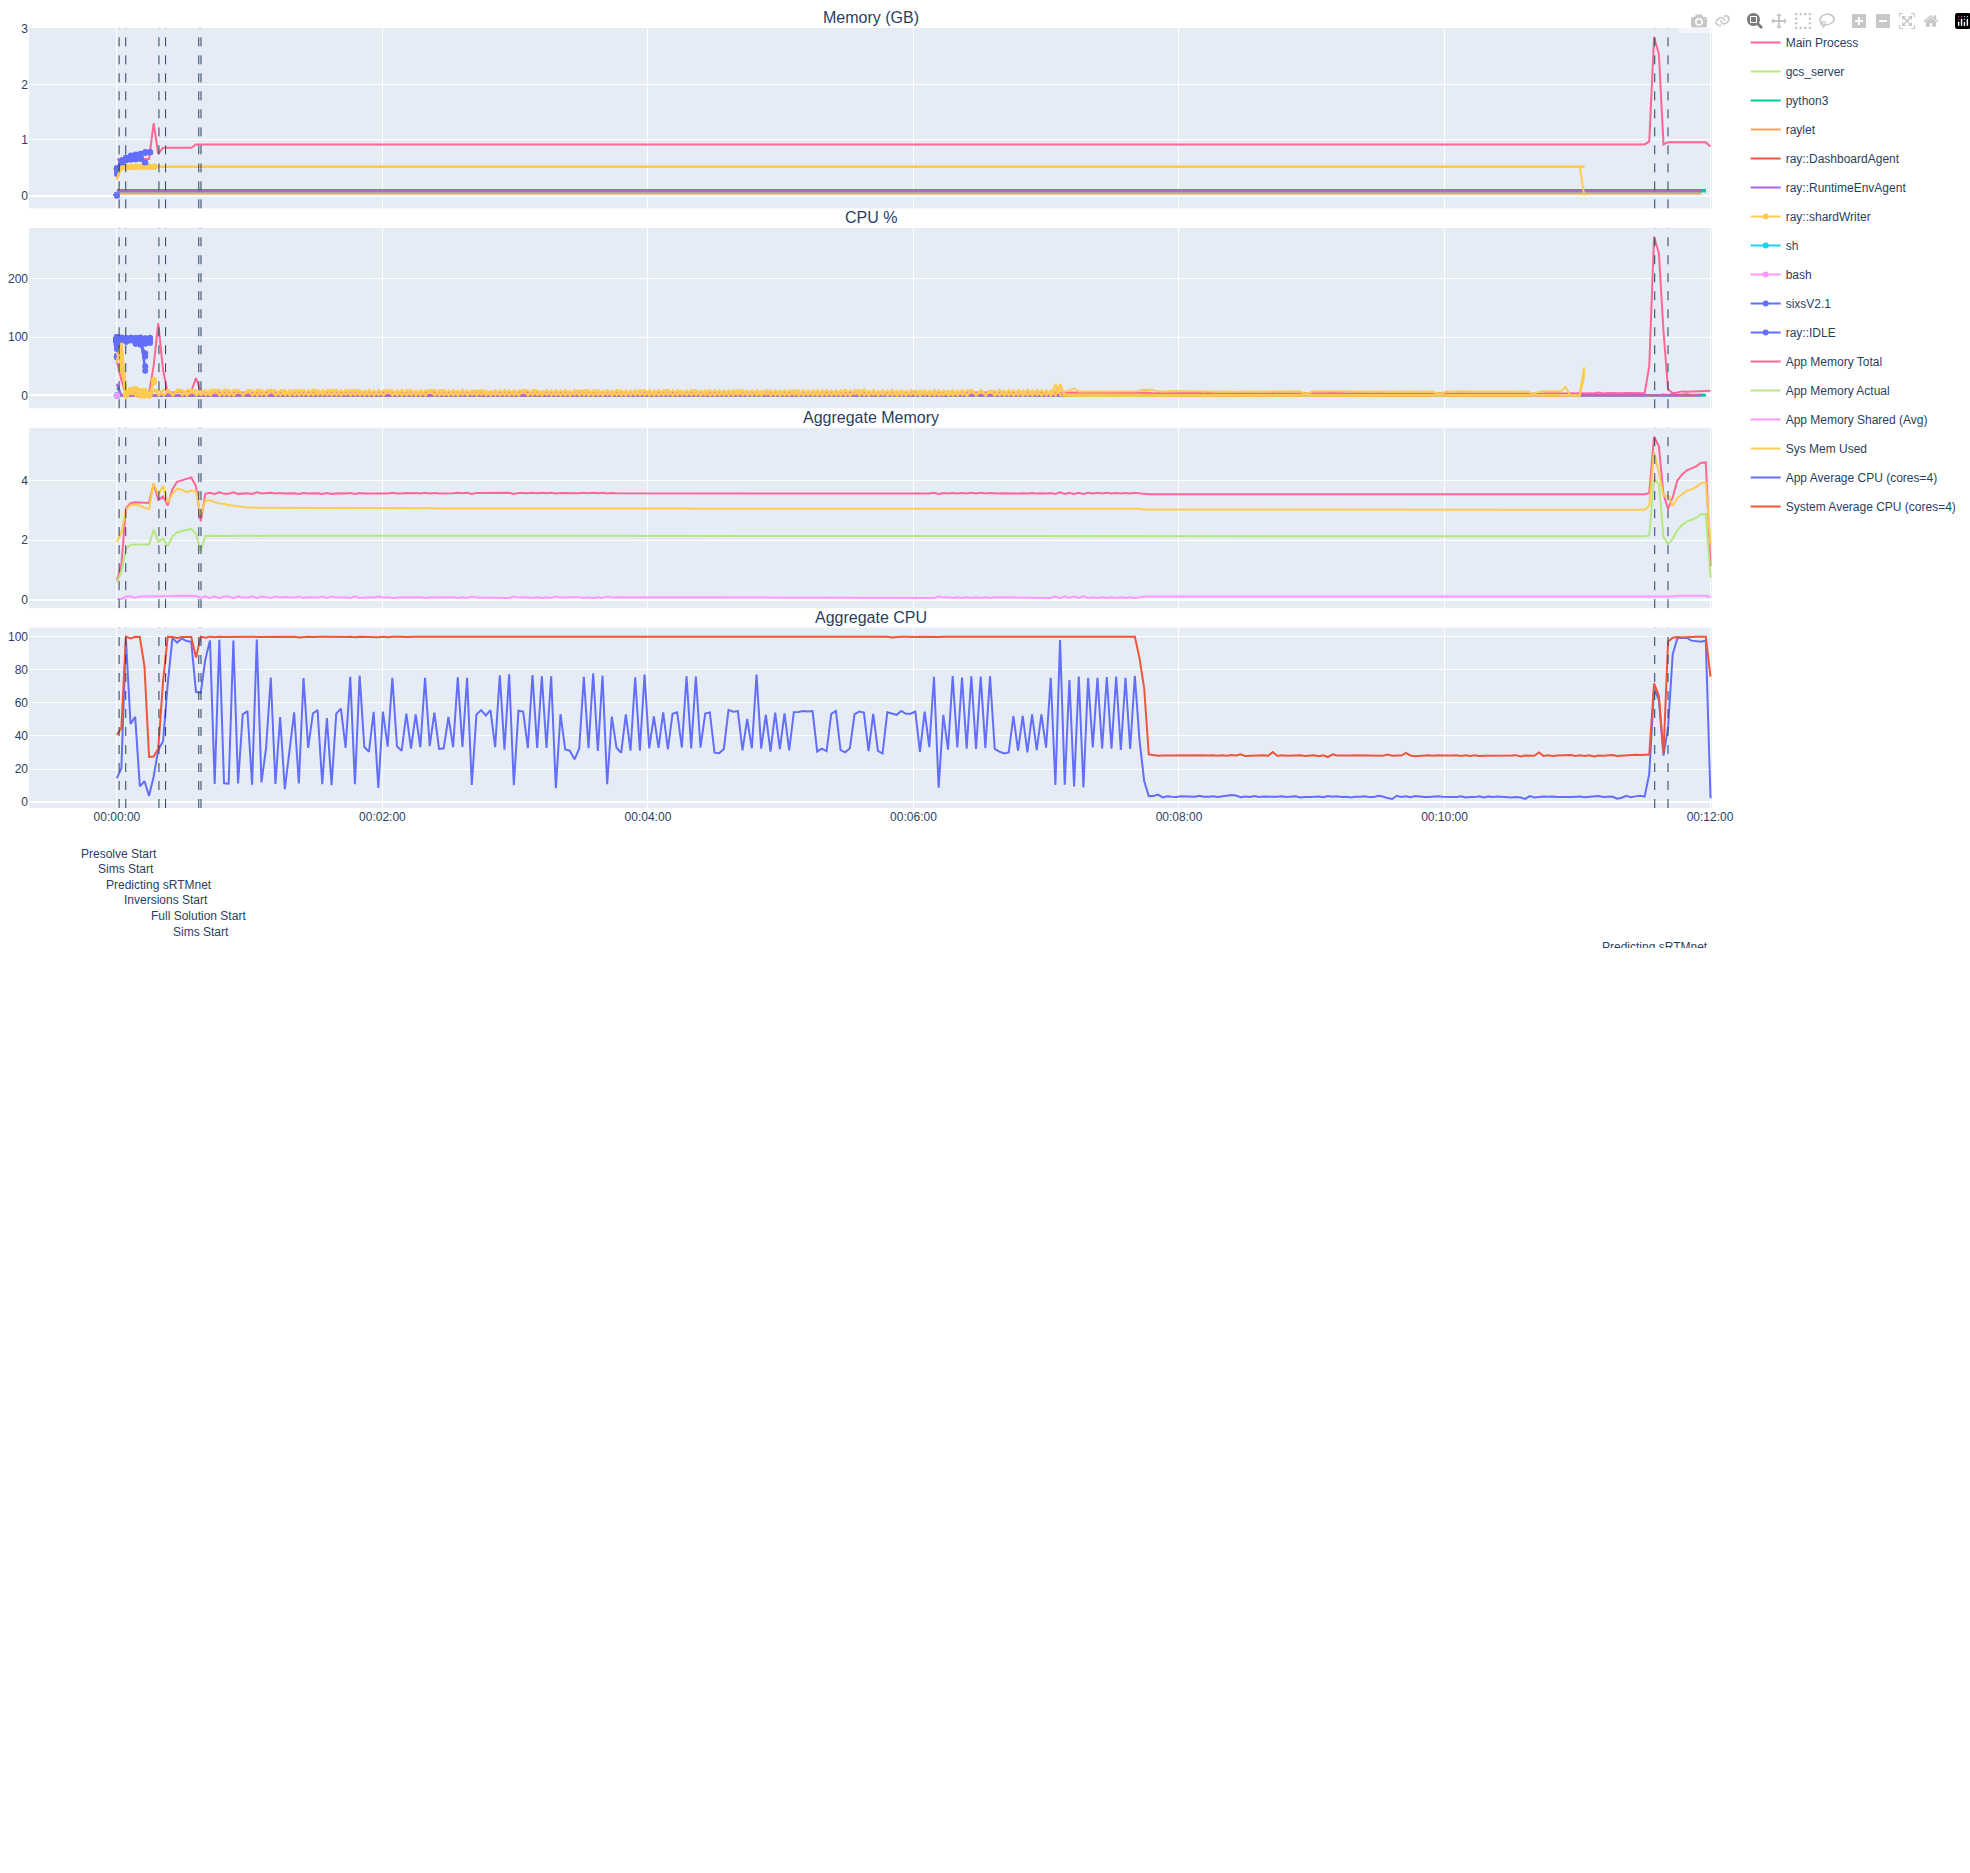 Memory (GB)
3
2
1
0
CPU %
200
100
0
Aggregate Memory
4
2
0
Aggregate CPU
100
80
60
40
20
0
00:00:00 00:02:00 00:04:00 00:06:00 00:08:00 00:10:00 00:12:00
Presolve Start
Sims Start
Predicting sRTMnet
Inversions Start
Full Solution Start
Sims Start
Predicting sRTMnet
Main Process
gcs_server
python3
raylet
ray::DashboardAgent
ray::RuntimeEnvAgent
ray::shardWriter
sh
bash
sixsV2.1
ray::IDLE
App Memory Total
App Memory Actual
App Memory Shared (Avg)
Sys Mem Used
App Average CPU (cores=4)
System Average CPU (cores=4)